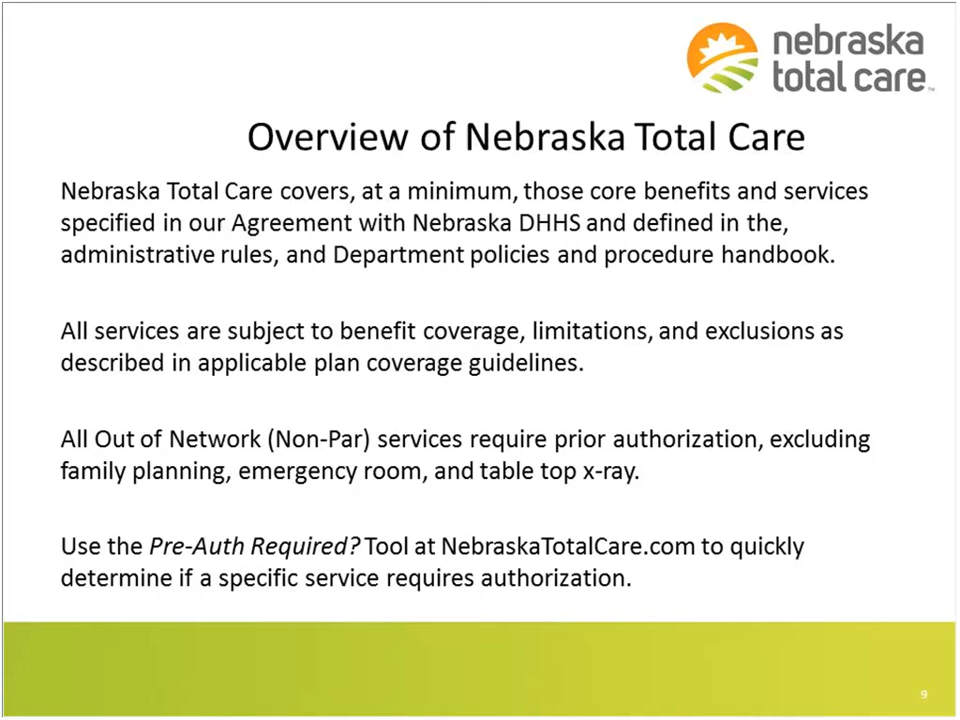 nebraska
total care™
Overview of Nebraska Total Care
Nebraska Total Care covers, at a minimum, those core benefits and services
specified in our Agreement with Nebraska DHHS and defined in the,
administrative rules, and Department policies and procedure handbook.
All services are subject to benefit coverage, limitations, and exclusions as
described in applicable plan coverage guidelines.
All Out of Network (Non-Par) services require prior authorization, excluding
family planning, emergency room, and table top x-ray.
Use the Pre-Auth Required? Tool at NebraskaTotalCare.com to quickly
determine if a specific service requires authorization.
9